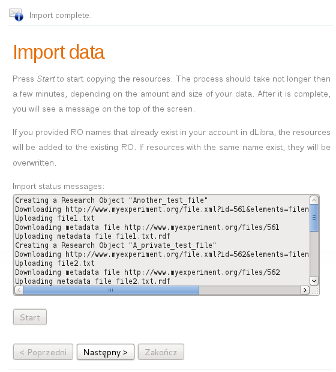 Import complete.
Import data
Press Start to start copying the resources. The process should take not longer then
a few minutes, depending on the amount and size of your data. After it is complete,
you will see a message on the top of the screen.
If you provided RO names that already exist in your account in dLibra, the resources
will be added to the existing RO. If resources with the same name exist, they will be
overwritten.
Import status messages:
Creating a Research Object "Another_test_file"
Downloading http://www.myexperiment.org/file.xml?id=561&elements=filen
Uploading file1.txt
Downloading metadata file http://www.myexperiment.org/files/561
Uploading metadata file file1.txt.rdf
Creating a Research Object "A_private_test_file"
Downloading http://www.myexperiment.org/file.xml?id=562&elements=filen
Uploading file2.txt
Downloading metadata file http://www.myexperiment.org/files/562
Uploading metadata file file2.txt.rdf
Start
< Poprzedni Następny > Zakończ